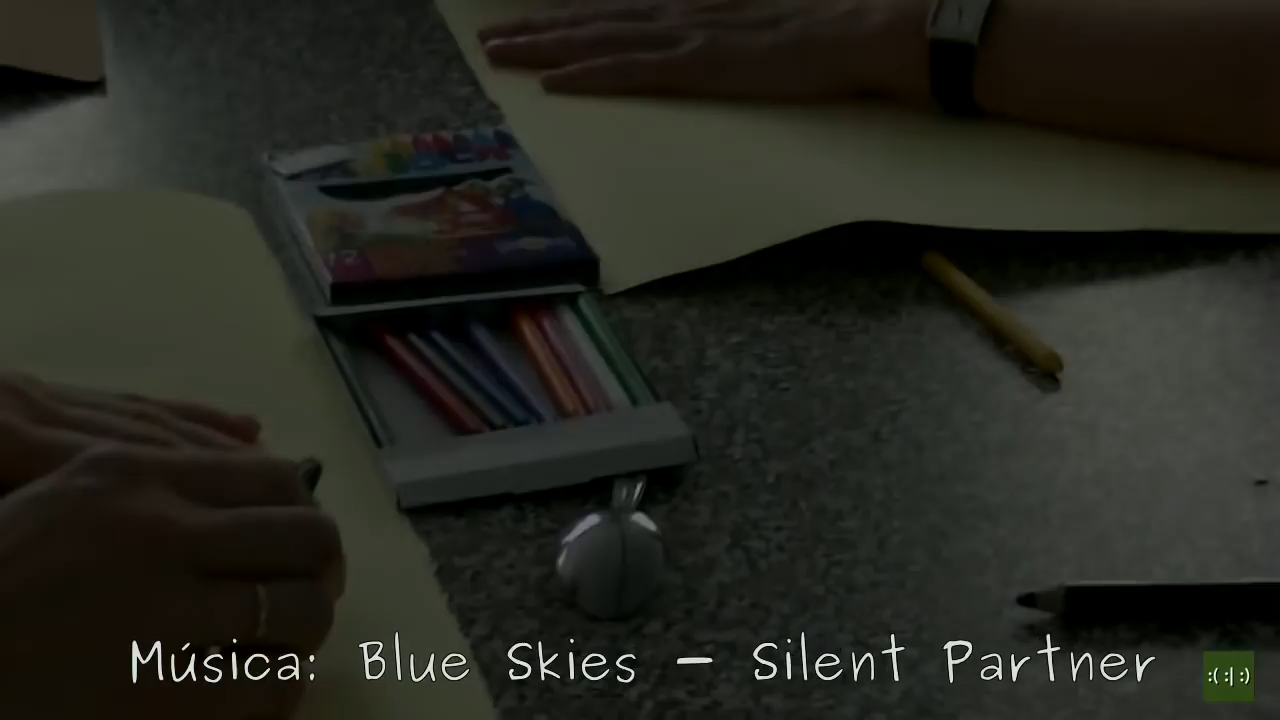 Música: Blue Skies – Silent Partner
:( :| :)